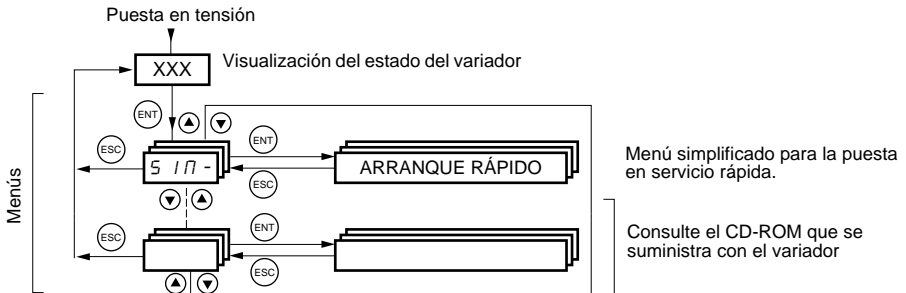 Puesta en tensión
XXX
Visualización del estado del variador
Menús
ENT
ESC
SIM-
ENT
ESC
ARRANQUE RÁPIDO
Menú simplificado para la puesta
en servicio rápida.
ESC
ENT
ESC
Consulte el CD-ROM que se
suministra con el variador